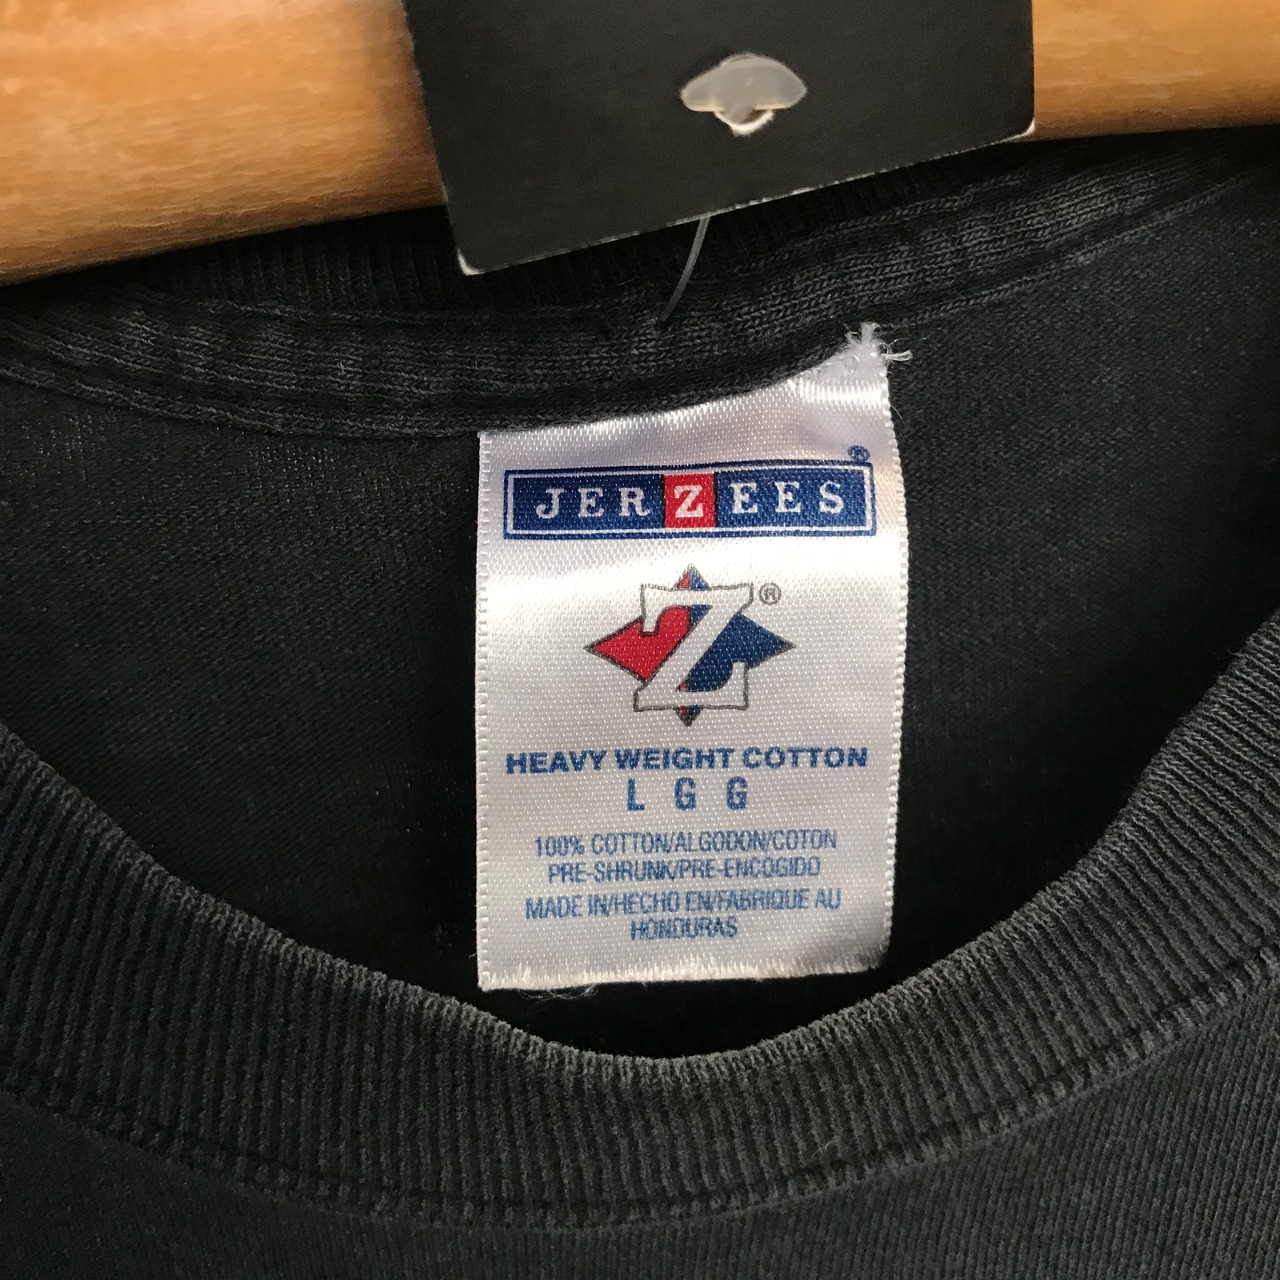 JERZEES®
Z®
HEAVY WEIGHT COTTON
L G G
100% COTTON/ALGODON/COTON
PRE-SHRUNK/PRE-ENCOGIDO
MADE IN/HECHO EN/FABRIQUE AU
HONDURAS